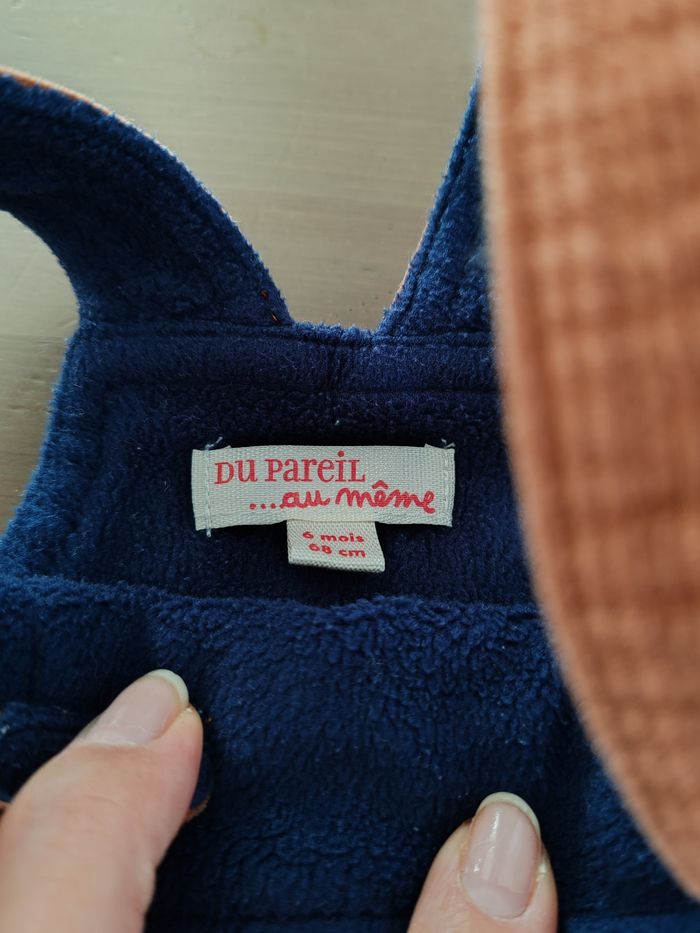 DU PAREIL
....au même
6 mois
68 cm